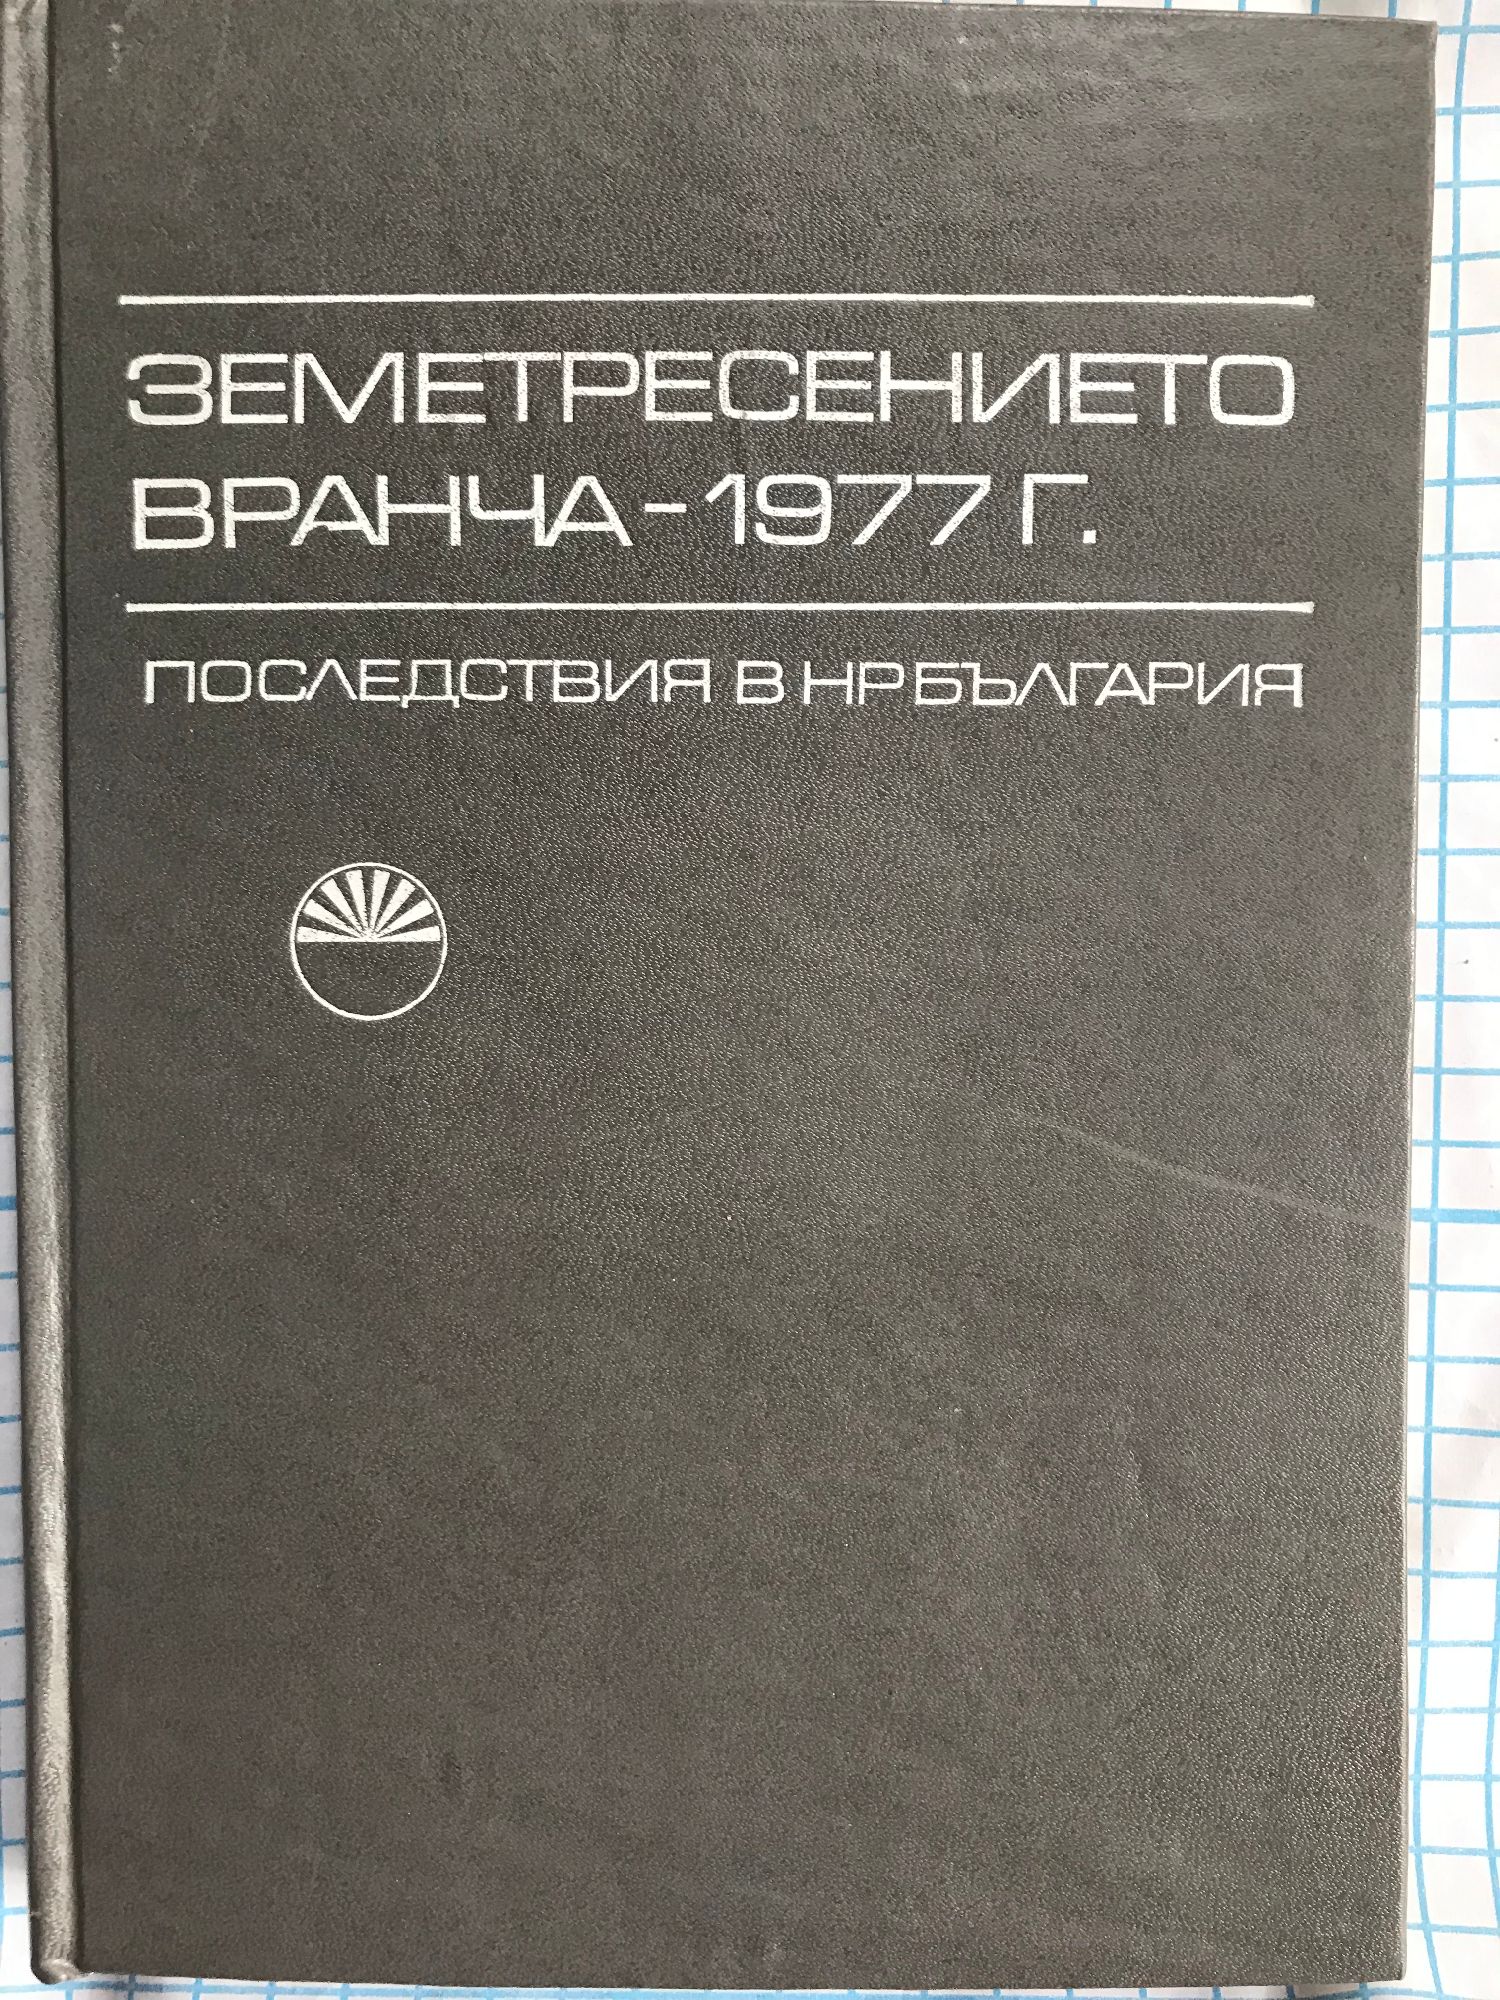 ЗЕМЕТРЕСЕНИЕТО
ВРАНЧА – 1977 Г.
ПОСЛЕДСТВИЯ В НР БЪЛГАРИЯ